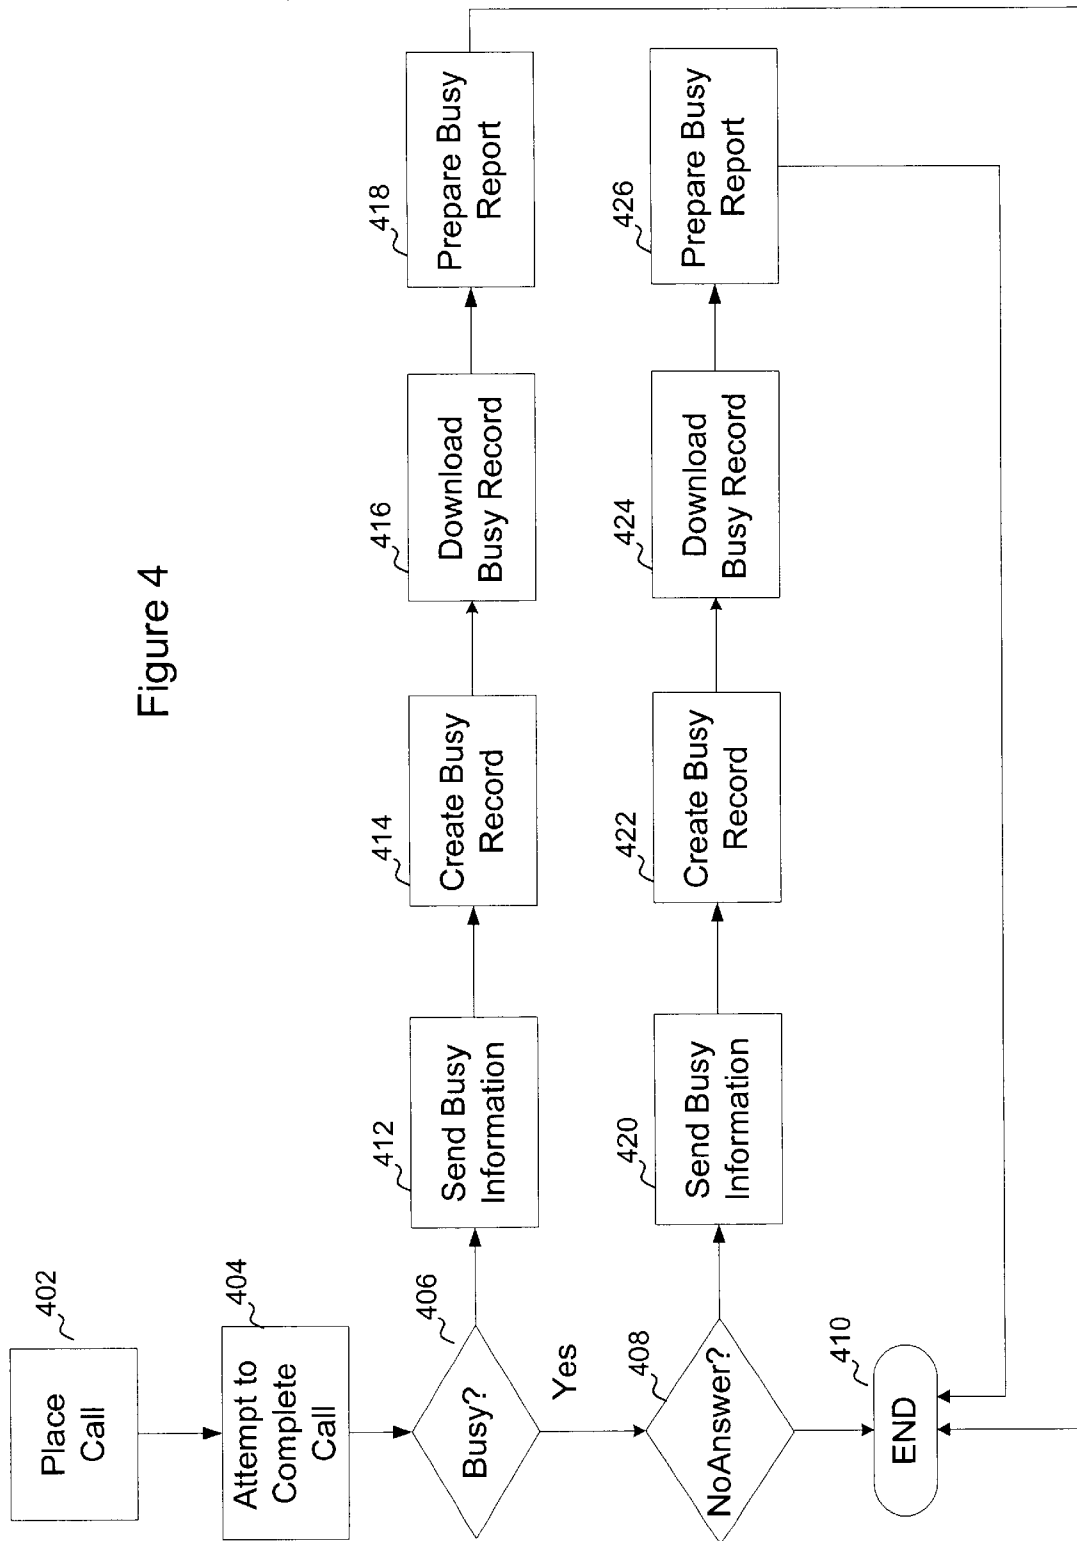 Figure 4
402
Place
Call
404
Attempt to
Complete
Call
406
Busy?
Yes
408
NoAnswer?
410
END
412
Send Busy
Information
414
Create Busy
Record
416
Download
Busy Record
418
Prepare Busy
Report
420
Send Busy
Information
422
Create Busy
Record
424
Download
Busy Record
426
Prepare Busy
Report